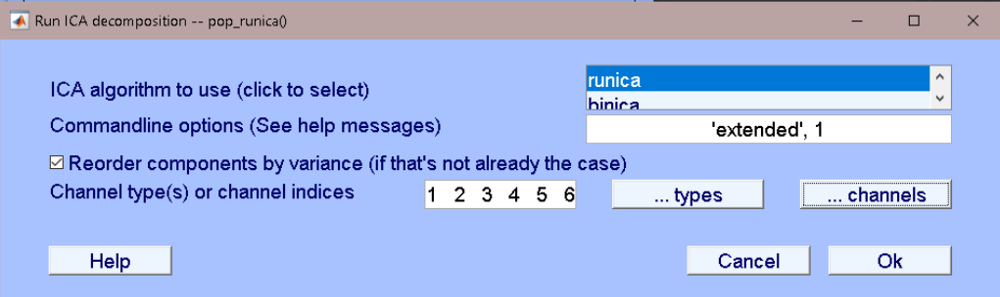 Run ICA decomposition -- pop_runica()
ICA algorithm to use (click to select)
runica
binica
Commandline options (See help messages)
'extended', 1
Reorder components by variance (if that's not already the case)
Channel type(s) or channel indices
1 2 3 4 5 6
... types
... channels
Help
Cancel
Ok